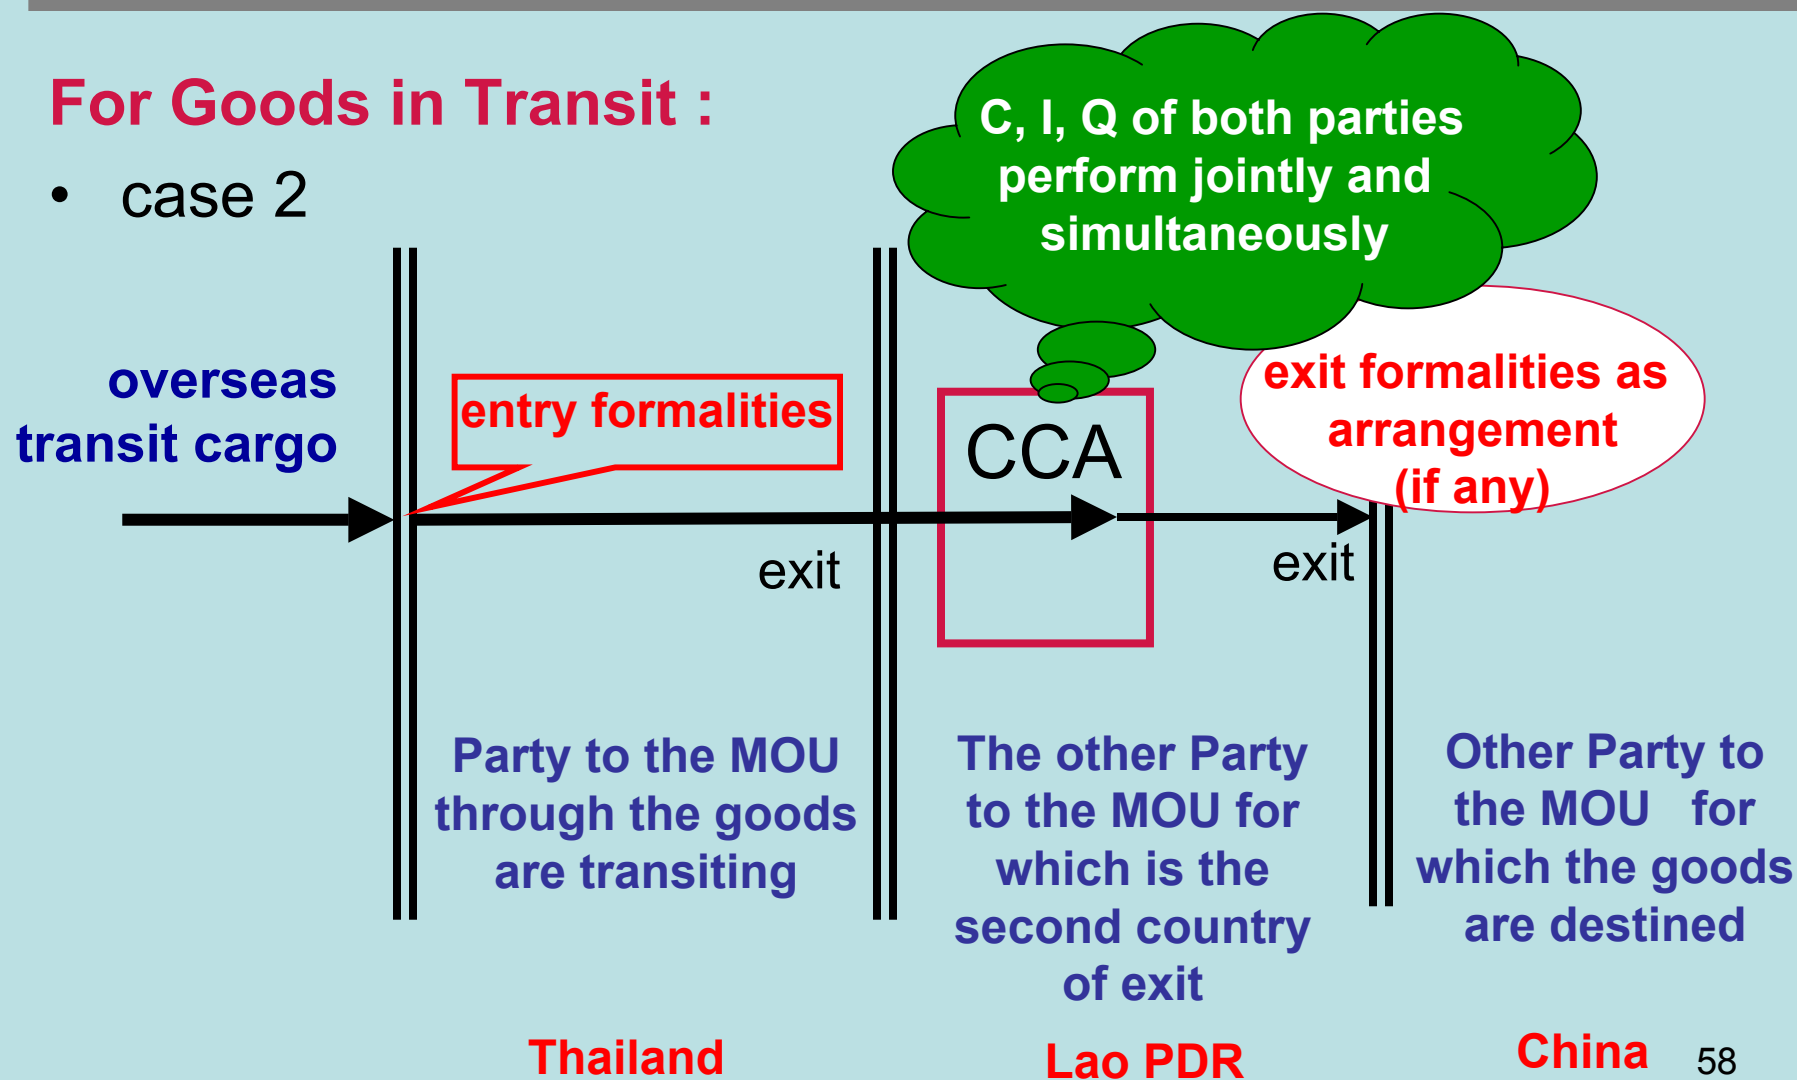 For Goods in Transit :
• case 2
C, I, Q of both parties
perform jointly and
simultaneously
overseas
transit cargo
entry formalities
CCA
exit formalities as
arrangement
(if any)
exit
exit
Party to the MOU
through the goods
are transiting
The other Party
to the MOU for
which is the
second country
of exit
Other Party to
the MOU for
which the goods
are destined
Thailand
Lao PDR
China
58